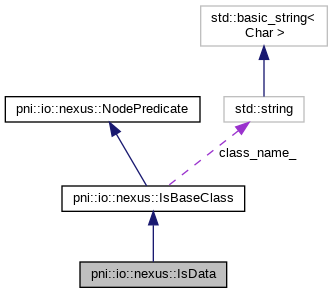 std::basic_string<
Char >
pni::io::nexus::NodePredicate
std::string
class_name_
pni::io::nexus::IsBaseClass
pni::io::nexus::IsData